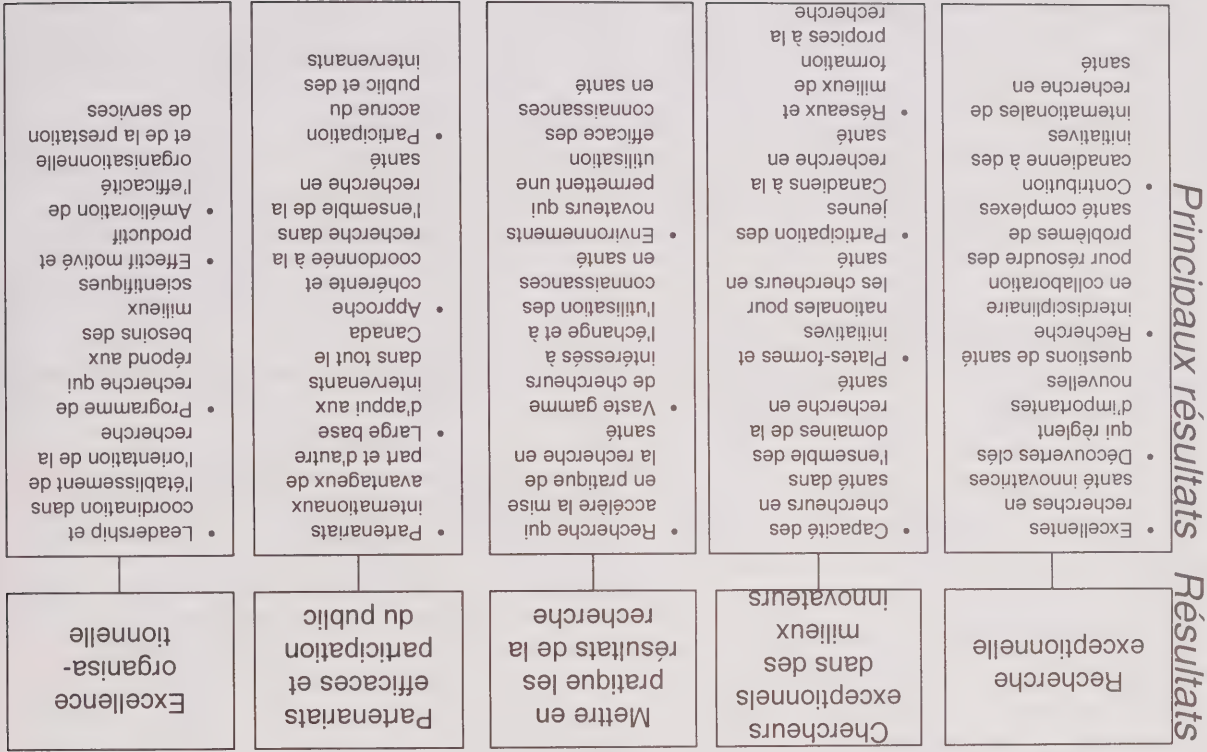 Résultats
Recherche
exceptionnelle
Chercheurs
exceptionnels
dans des
milieux
innovateurs
Mettre en
pratique les
résultats de la
recherche
Partenariats
efficaces et
participation
du public
Excellence
organisa-
tionnelle
Principaux résultats
• Excellentes
recherches en
santé innovatrices
• Découvertes clés
qui règlent
d'importantes
nouvelles
questions de santé
• Recherche
interdisciplinaire
en collaboration
pour résoudre des
problèmes de
santé complexes
• Contribution
canadienne à des
initiatives
internationales de
recherche en
santé
• Capacité des
chercheurs en
santé dans
l'ensemble des
domaines de la
recherche en
santé
• Plates-formes et
initiatives
nationales pour
les chercheurs en
santé
• Participation des
jeunes
Canadiens à la
recherche en
santé
• Réseaux et
milieux de
formation
propices à la
recherche
• Recherche qui
accélère la mise
en pratique de
la recherche en
santé
• Vaste gamme
de chercheurs
intéressés à
l'échange et à
l'utilisation des
connaissances
en santé
• Environnements
novateurs qui
permettent une
utilisation
efficace des
connaissances
en santé
• Partenariats
internationaux
avantageux de
part et d'autre
• Large base
d'appui aux
intervenants
dans tout le
Canada
• Approche
cohérente et
coordonnée à la
recherche dans
l'ensemble de la
recherche en
santé
• Participation
accrue du
public et des
intervenants
• Leadership et
coordination dans
l'établissement de
l'orientation de la
recherche
• Programme de
recherche qui
répond aux
besoins des
milieux
scientifiques
• Effectif motivé et
productif
• Amélioration de
l'efficacité
organisationnelle
et de la prestation
de services